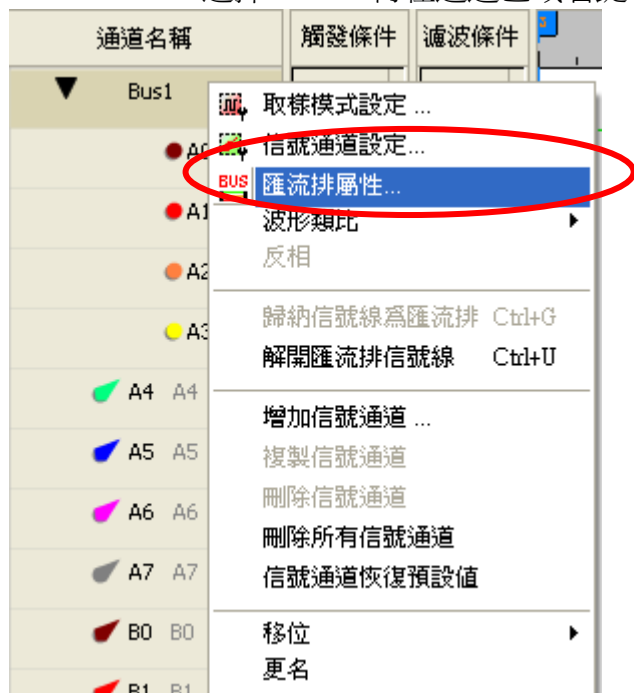 通道名稱 觸發條件 濾波條件
Bus1
取樣模式設定 ...
信號通道設定...
BUS 匯流排屬性...
A1
波形類比
反相
A2
歸納信號線爲匯流排 Ctrl+G
A3
解開匯流排信號線 Ctrl+U
A4 A4
增加信號通道 ...
A5 A5
複製信號通道
A6 A6
刪除信號通道
刪除所有信號通道
A7 A7
信號通道恢復預設值
B0 B0
移位
更名
B1 B1